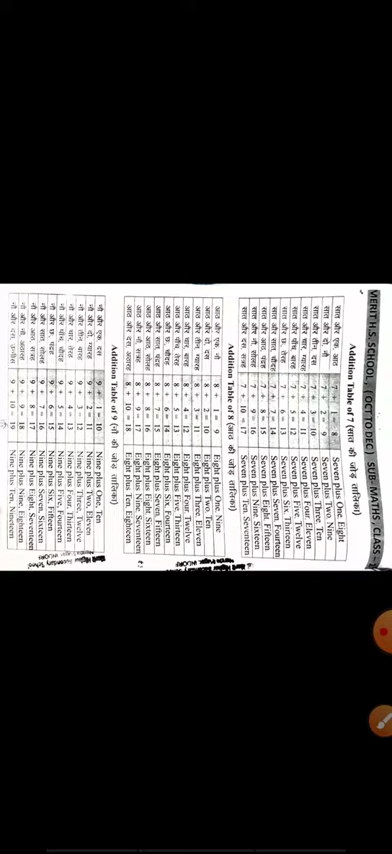 MERIT H.S. SCHOOL [OCT TO DEC] SUB- MATHS, CLASS-
Addition Table of 7 (सात की जोड़ तालिका)
सात और एक, आठ 7 + 1 = 8 Seven plus One, Eight
सात और दो, नौ 7 + 2 = 9 Seven plus Two, Nine
सात और तीन, दस 7 + 3 = 10 Seven plus Three, Ten
सात और चार, ग्यारह 7 + 4 = 11 Seven plus Four, Eleven
सात और पाँच, बारह 7 + 5 = 12 Seven plus Five, Twelve
सात और छः, तेरह 7 + 6 = 13 Seven plus Six, Thirteen
सात और सात, चौदह 7 + 7 = 14 Seven plus Seven, Fourteen
सात और आठ, पन्द्रह 7 + 8 = 15 Seven plus Eight, Fifteen
सात और नौ, सोलह 7 + 9 = 16 Seven plus Nine, Sixteen
सात और दस, सत्रह 7 + 10 = 17 Seven plus Ten, Seventeen
Addition Table of 8 (आठ की जोड़ तालिका)
आठ और एक, नौ 8 + 1 = 9 Eight plus One, Nine
आठ और दो, दस 8 + 2 = 10 Eight plus Two, Ten
आठ और तीन, ग्यारह 8 + 3 = 11 Eight plus Three, Eleven
आठ और चार, बारह 8 + 4 = 12 Eight plus Four, Twelve
आठ और पाँच, तेरह 8 + 5 = 13 Eight plus Five, Thirteen
आठ और छः, चौदह 8 + 6 = 14 Eight plus Six, Fourteen
आठ और सात, पन्द्रह 8 + 7 = 15 Eight plus Seven, Fifteen
आठ और आठ, सोलह 8 + 8 = 16 Eight plus Eight, Sixteen
आठ और नौ, सत्रह 8 + 9 = 17 Eight plus Nine, Seventeen
आठ और दस, अठारह 8 + 10 = 18 Eight plus Ten, Eighteen
Addition Table of 9 (नौ की जोड़ तालिका)
नौ और एक, दस 9 + 1 = 10 Nine plus One, Ten
नौ और दो, ग्यारह 9 + 2 = 11 Nine plus Two, Eleven
नौ और तीन, बारह 9 + 3 = 12 Nine plus Three, Twelve
नौ और चार, तेरह 9 + 4 = 13 Nine plus Four, Thirteen
नौ और पाँच, चौदह 9 + 5 = 14 Nine plus Five, Fourteen
नौ और छः, पन्द्रह 9 + 6 = 15 Nine plus Six, Fifteen
नौ और सात, सोलह 9 + 7 = 16 Nine plus Seven, Sixteen
नौ और आठ, सत्रह 9 + 8 = 17 Nine plus Eight, Seventeen
नौ और नौ, अठारह 9 + 9 = 18 Nine plus Nine, Eighteen
नौ और दस, उन्नीस 9 + 10 = 19 Nine plus Ten, Nineteen